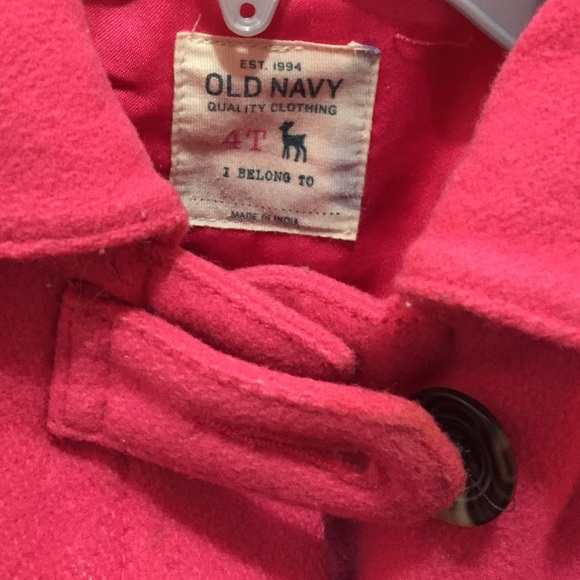 EST. 1994
OLD NAVY
QUALITY CLOTHING
4T
I BELONG TO
MADE IN INDIA